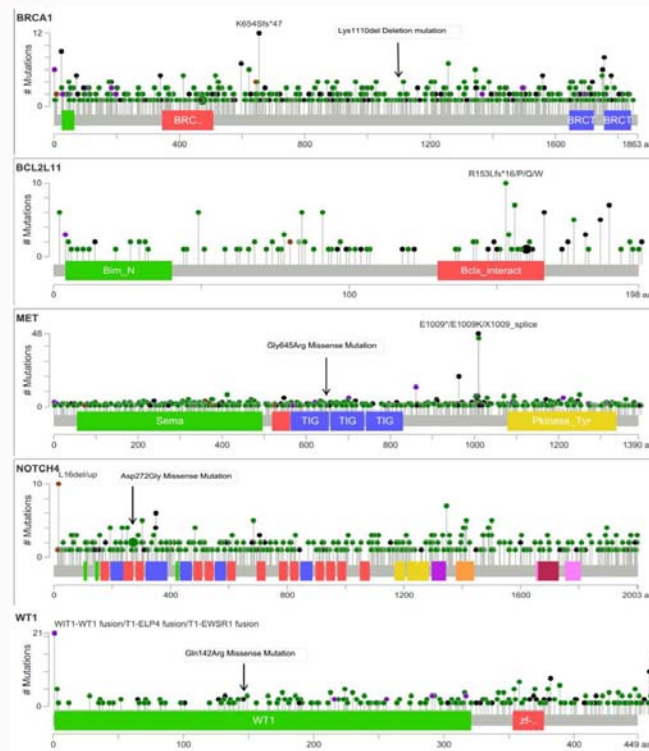 BRCA1
K654Sfs*47
Lys1110del Deletion mutation
12
# Mutations
0
BRC..
BRCT
BRCT
0 400 800 1200 1600 1863 aa
BCL2L11
R153Lfs*16/P/Q/W
10
# Mutations
0
Bim_N
Bclx_interact
0 100 198 aa
MET
E1009*/E1009K/X1009_splice
48
Gly645Arg Missense Mutation
# Mutations
0
Sema
TIG
TIG
TIG
Pkinase_Tyr
0 200 400 600 800 1000 1200 1390 aa
NOTCH4
L16del/up
Asp272Gly Missense Mutation
10
# Mutations
0
0 400 800 1200 1600 2003 aa
WT1
WIT1-WT1 fusion/T1-ELP4 fusion/T1-EWSR1 fusion
21
Gln142Arg Missense Mutation
# Mutations
0
WT1
zf-..
0 100 200 300 400 449 aa